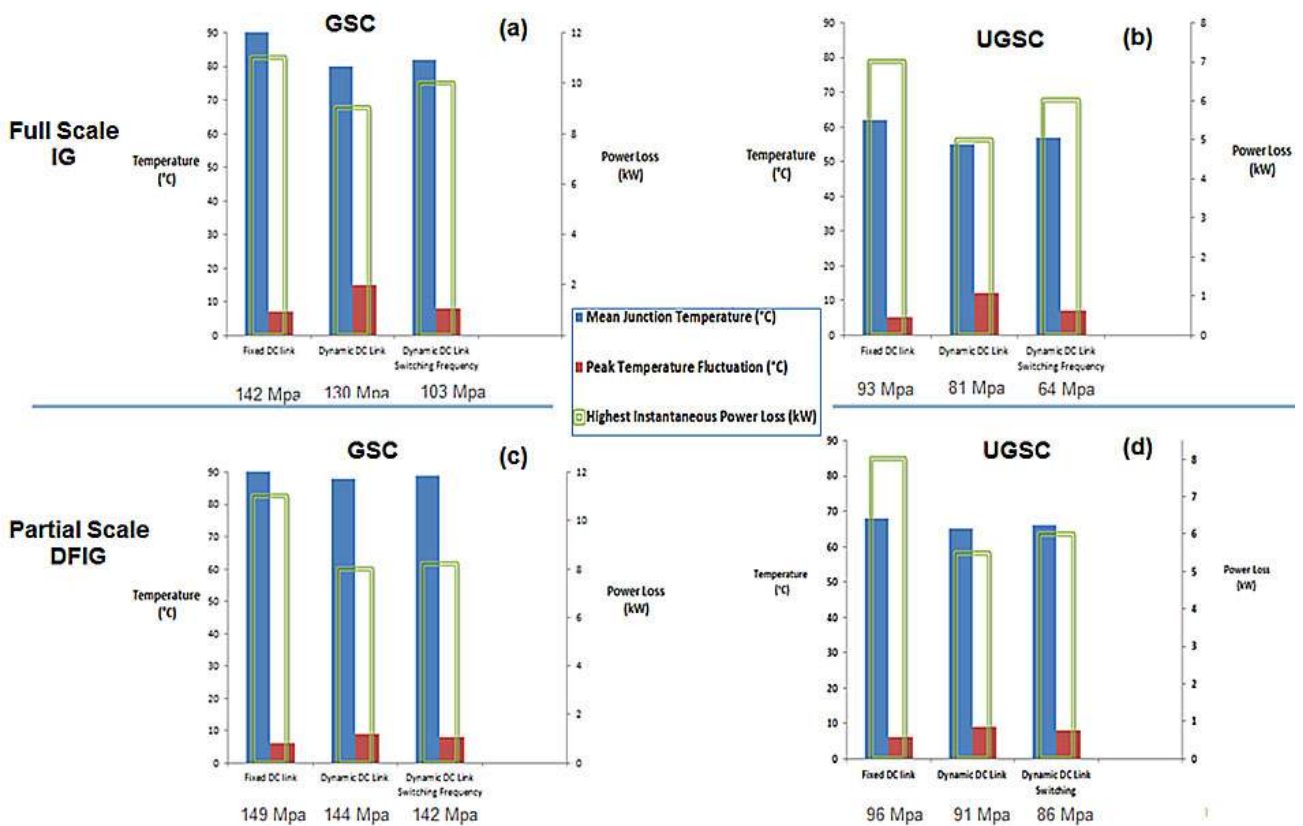 GSC
(a)
90
80
70
60
50
40
30
20
10
0
12
10
8
6
4
2
0
Full Scale
IG
Temperature
(°C)
Power Loss
(kW)
Fixed DC link
Dynamic DC Link
Dynamic DC Link
Switching Frequency
142 Mpa
130 Mpa
103 Mpa
UGSC
(b)
90
80
70
60
50
40
30
20
10
0
8
7
6
5
4
3
2
1
0
Temperature
(°C)
Power Loss
(kW)
Fixed DC link
Dynamic DC Link
Dynamic DC Link
Switching Frequency
93 Mpa
81 Mpa
64 Mpa
Mean Junction Temperature (°C)
Peak Temperature Fluctuation (°C)
Highest Instantaneous Power Loss (kW)
GSC
(c)
90
80
70
60
50
40
30
20
10
0
12
10
8
6
4
2
0
Partial Scale
DFIG
Temperature
(°C)
Power Loss
(kW)
Fixed DC link
Dynamic DC Link
Dynamic DC Link
Switching Frequency
149 Mpa
144 Mpa
142 Mpa
UGSC
(d)
90
80
70
60
50
40
30
20
10
0
8
7
6
5
4
3
2
1
0
Temperature
(°C)
Power Loss
(kW)
Fixed DC link
Dynamic DC Link
Dynamic DC Link
Switching
96 Mpa
91 Mpa
86 Mpa